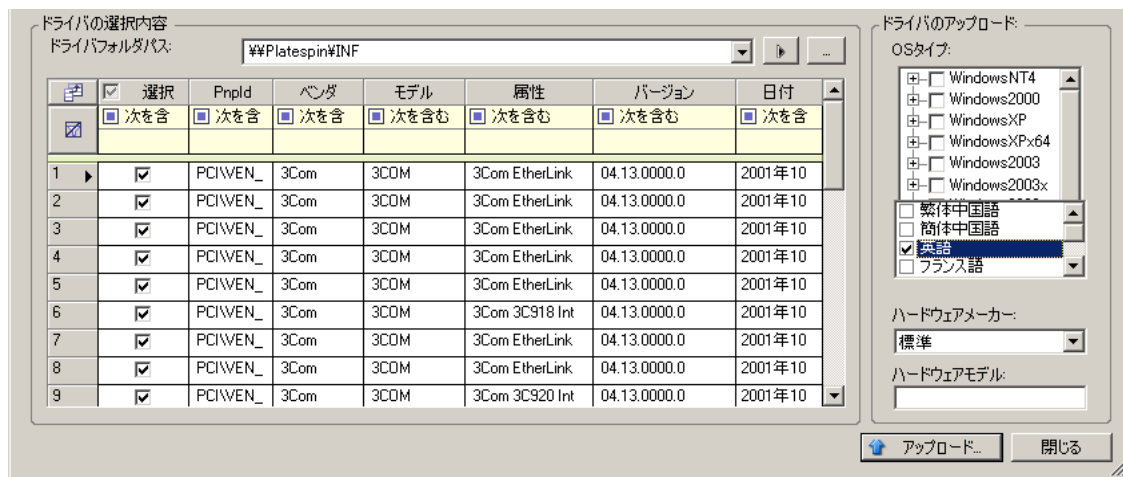 ドライバの選択内容
ドライバフォルダパス:
¥¥Platespin¥INF
...
選択 PnpId ベンダ モデル 属性 バージョン 日付
次を含 次を含 次を含 次を含む 次を含む 次を含む 次を含
1 PCI\VEN_ 3Com 3COM 3Com EtherLink 04.13.0000.0 2001年10
2 PCI\VEN_ 3Com 3COM 3Com EtherLink 04.13.0000.0 2001年10
3 PCI\VEN_ 3Com 3COM 3Com EtherLink 04.13.0000.0 2001年10
4 PCI\VEN_ 3Com 3COM 3Com EtherLink 04.13.0000.0 2001年10
5 PCI\VEN_ 3Com 3COM 3Com EtherLink 04.13.0000.0 2001年10
6 PCI\VEN_ 3Com 3COM 3Com 3C918 Int 04.13.0000.0 2001年10
7 PCI\VEN_ 3Com 3COM 3Com EtherLink 04.13.0000.0 2001年10
8 PCI\VEN_ 3Com 3COM 3Com EtherLink 04.13.0000.0 2001年10
9 PCI\VEN_ 3Com 3COM 3Com 3C920 Int 04.13.0000.0 2001年10
ドライバのアップロード:
OSタイプ:
WindowsNT4
Windows2000
WindowsXP
WindowsXPx64
Windows2003
Windows2003x
繁体中国語
簡体中国語
英語
フランス語
ハードウェアメーカー:
標準
ハードウェアモデル:
アップロード...
閉じる